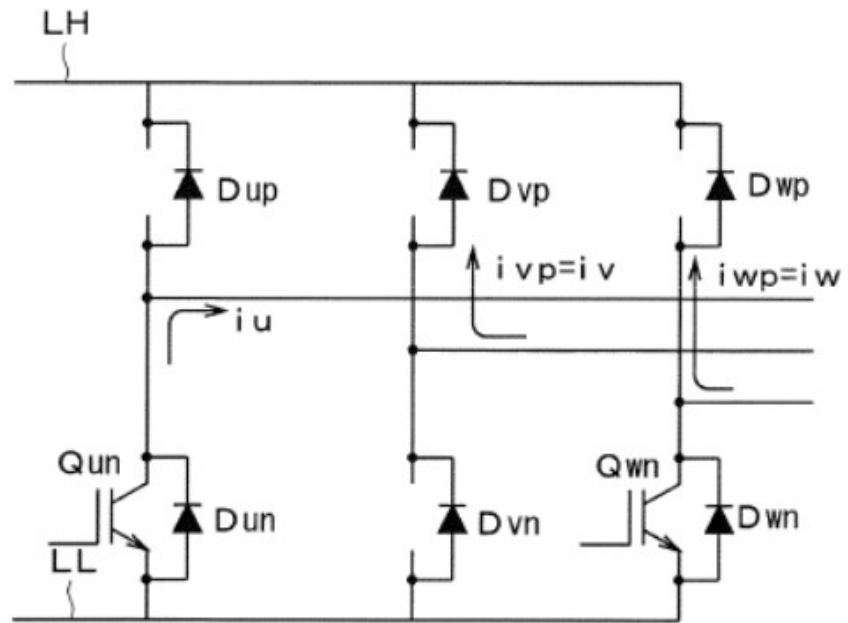 LH
Dup
Dvp
Dwp
ivp=iv
iwp=iw
iu
Qun
Dun
Dvn
Qwn
Dwn
LL